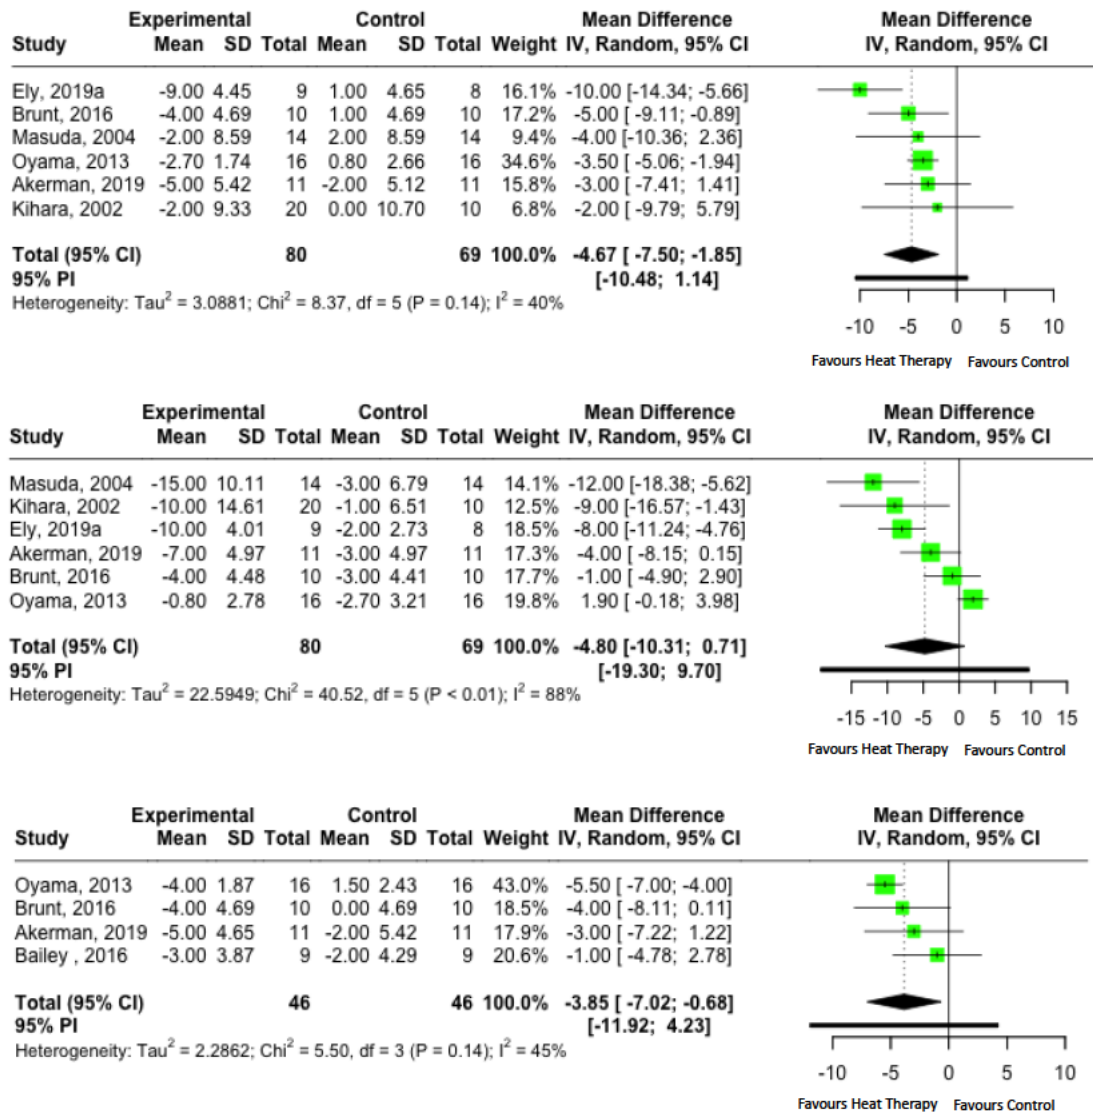 Experimental Control Mean Difference Mean Difference
Study Mean SD Total Mean SD Total Weight IV, Random, 95% CI IV, Random, 95% CI
Ely, 2019a -9.00 4.45 9 1.00 4.65 8 16.1% -10.00 [-14.34; -5.66]
Brunt, 2016 -4.00 4.69 10 1.00 4.69 10 17.2% -5.00 [-9.11; -0.89]
Masuda, 2004 -2.00 8.59 14 2.00 8.59 14 9.4% -4.00 [-10.36; 2.36]
Oyama, 2013 -2.70 1.74 16 0.80 2.66 16 34.6% -3.50 [-5.06; -1.94]
Akerman, 2019 -5.00 5.42 11 -2.00 5.12 11 15.8% -3.00 [-7.41; 1.41]
Kihara, 2002 -2.00 9.33 20 0.00 10.70 10 6.8% -2.00 [-9.79; 5.79]
Total (95% CI) 80 69 100.0% -4.67 [ -7.50; -1.85]
95% PI [-10.48; 1.14]
Heterogeneity: Tau² = 3.0881; Chi² = 8.37, df = 5 (P = 0.14); I² = 40%
-10 -5 0 5 10
Favours Heat Therapy Favours Control
Experimental Control Mean Difference Mean Difference
Study Mean SD Total Mean SD Total Weight IV, Random, 95% CI IV, Random, 95% CI
Masuda, 2004 -15.00 10.11 14 -3.00 6.79 14 14.1% -12.00 [-18.38; -5.62]
Kihara, 2002 -10.00 14.61 20 -1.00 6.51 10 12.5% -9.00 [-16.57; -1.43]
Ely, 2019a -10.00 4.01 9 -2.00 2.73 8 18.5% -8.00 [-11.24; -4.76]
Akerman, 2019 -7.00 4.97 11 -3.00 4.97 11 17.3% -4.00 [ -8.15; 0.15]
Brunt, 2016 -4.00 4.48 10 -3.00 4.41 10 17.7% -1.00 [ -4.90; 2.90]
Oyama, 2013 -0.80 2.78 16 -2.70 3.21 16 19.8% 1.90 [ -0.18; 3.98]
Total (95% CI) 80 69 100.0% -4.80 [-10.31; 0.71]
95% PI [-19.30; 9.70]
Heterogeneity: Tau² = 22.5949; Chi² = 40.52, df = 5 (P < 0.01); I² = 88%
-15 -10 -5 0 5 10 15
Favours Heat Therapy Favours Control
Experimental Control Mean Difference Mean Difference
Study Mean SD Total Mean SD Total Weight IV, Random, 95% CI IV, Random, 95% CI
Oyama, 2013 -4.00 1.87 16 1.50 2.43 16 43.0% -5.50 [ -7.00; -4.00]
Brunt, 2016 -4.00 4.69 10 0.00 4.69 10 18.5% -4.00 [ -8.11; 0.11]
Akerman, 2019 -5.00 4.65 11 -2.00 5.42 11 17.9% -3.00 [ -7.22; 1.22]
Bailey , 2016 -3.00 3.87 9 -2.00 4.29 9 20.6% -1.00 [ -4.78; 2.78]
Total (95% CI) 46 46 100.0% -3.85 [ -7.02; -0.68]
95% PI [-11.92; 4.23]
Heterogeneity: Tau² = 2.2862; Chi² = 5.50, df = 3 (P = 0.14); I² = 45%
-10 -5 0 5 10
Favours Heat Therapy Favours Control